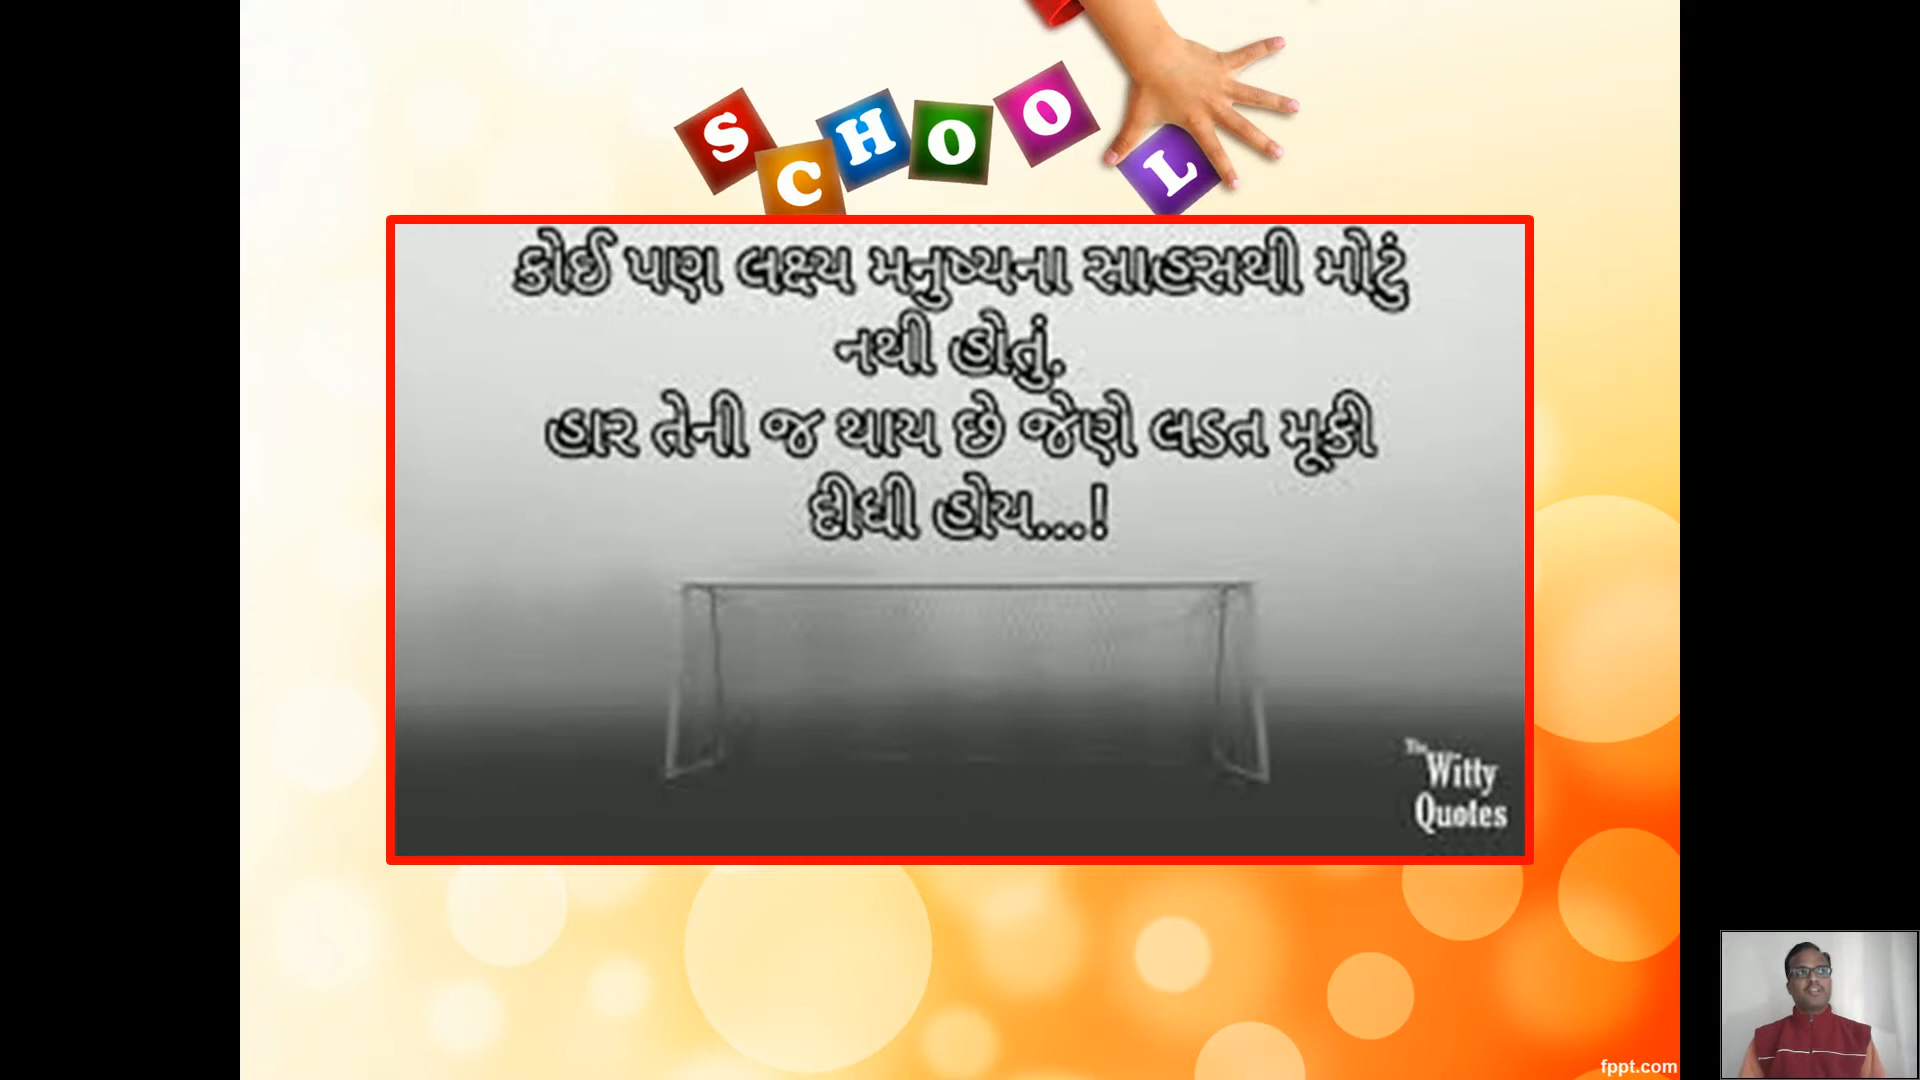 SCHOOL
કોઈ પણ લક્ષ્ય મનુષ્યના સાહસથી મોટું
નથી હોતું.
હાર તેની જ થાય છે જેણે લડત મૂકી
દીધી હોય...!
The
Witty
Quotes
fppt.com